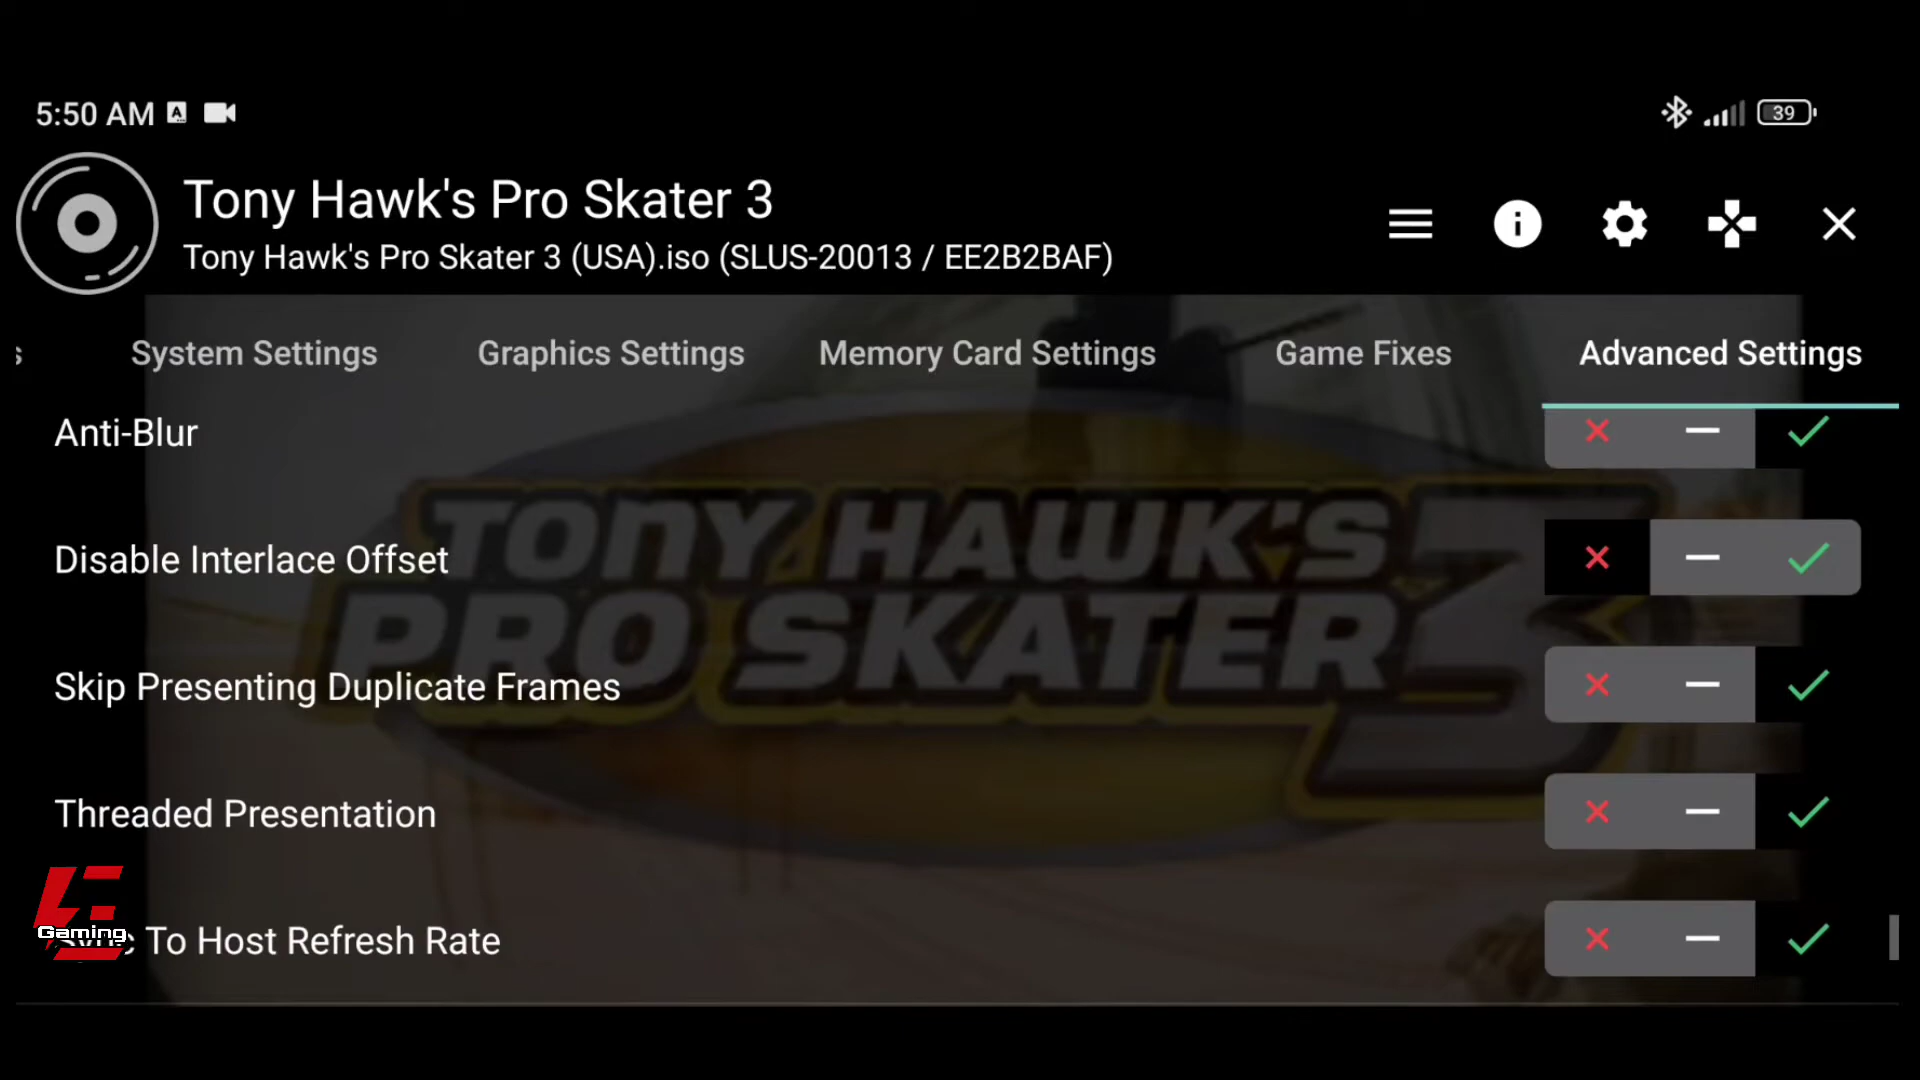 5:50 AM
39
Tony Hawk's Pro Skater 3
Tony Hawk's Pro Skater 3 (USA).iso (SLUS-20013 / EE2B2BAF)
s System Settings Graphics Settings Memory Card Settings Game Fixes Advanced Settings
Anti-Blur
Disable Interlace Offset
TONY HAWK'S
PRO SKATER 3
Skip Presenting Duplicate Frames
Threaded Presentation
Gaming
Sync To Host Refresh Rate